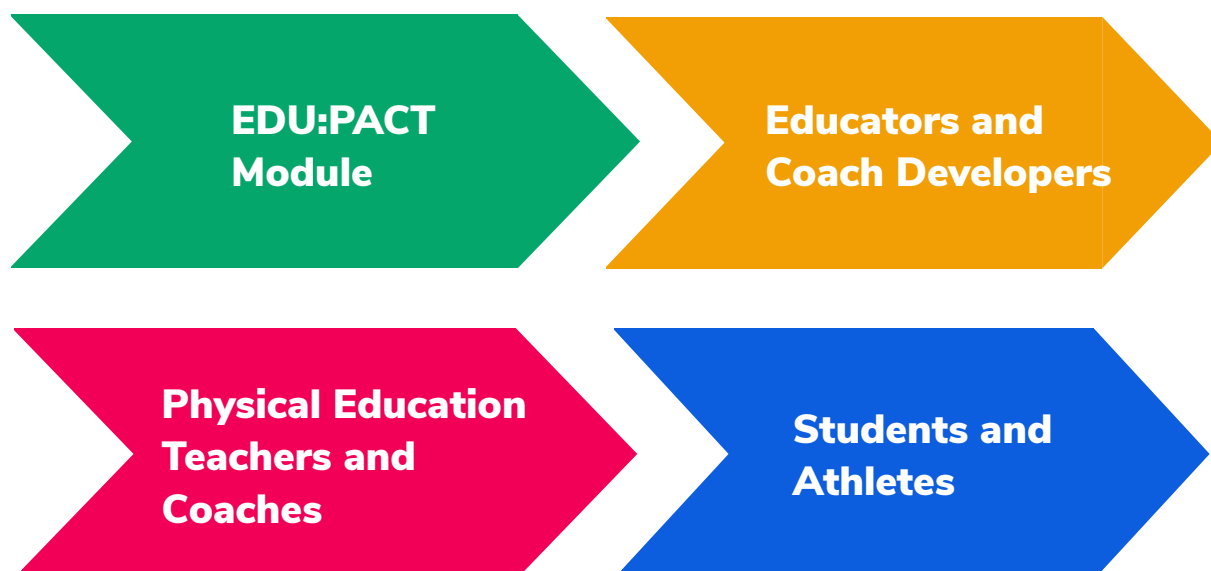 EDU:PACT
Module
Educators and
Coach Developers
Physical Education
Teachers and
Coaches
Students and
Athletes